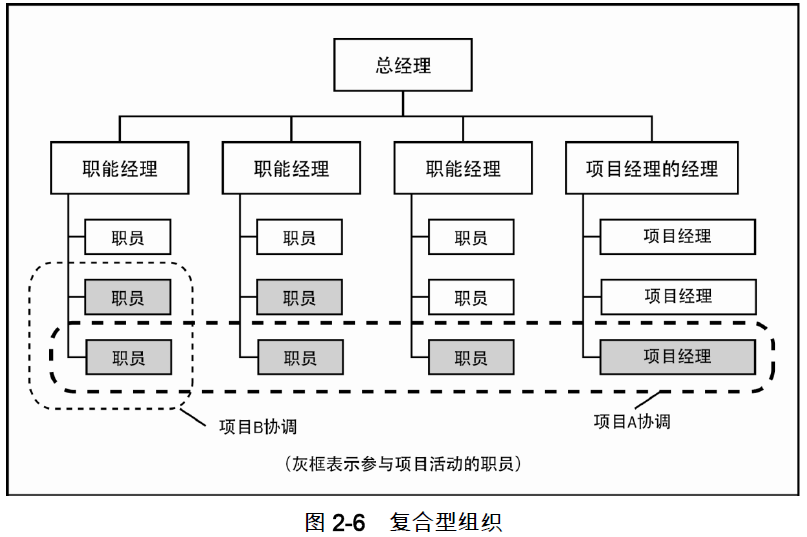 总经理
职能经理 职能经理 职能经理 项目经理的经理
职员 职员 职员 项目经理
职员 职员 职员 项目经理
职员 职员 职员 项目经理
项目B协调 项目A协调
(灰框表示参与项目活动的职员)
图 2-6 复合型组织